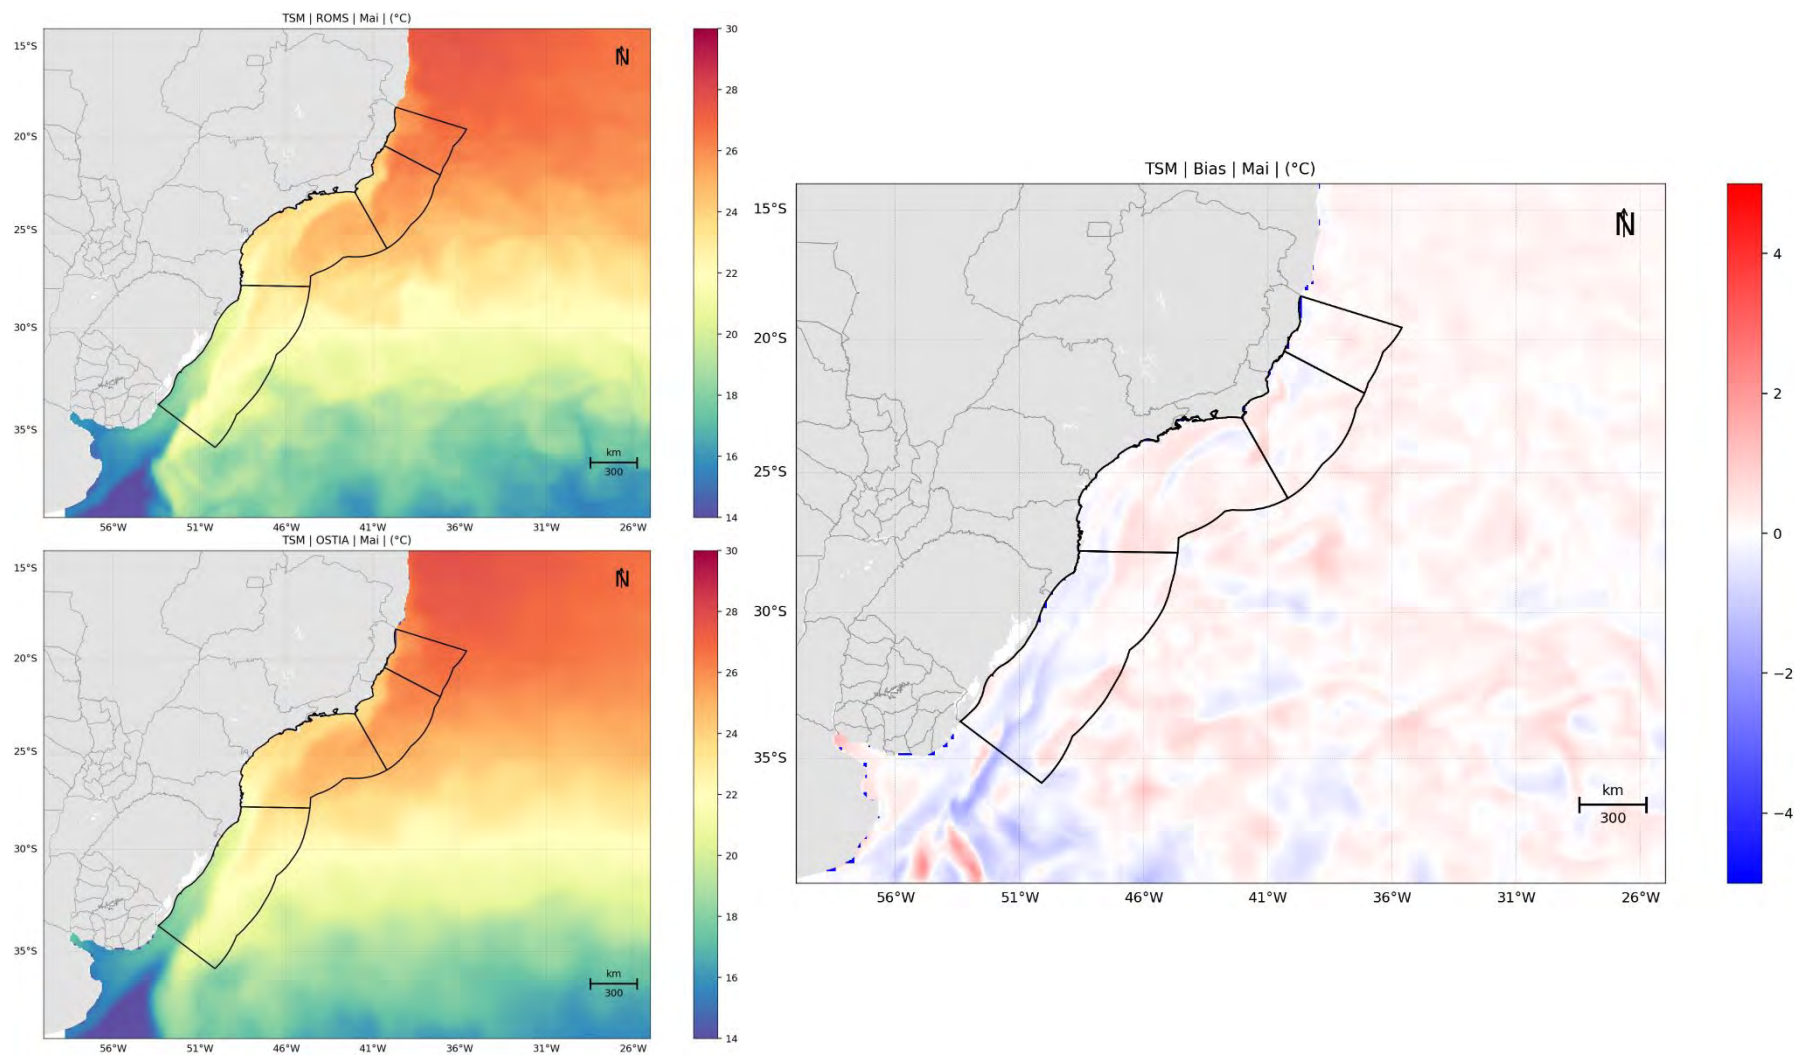 TSM | ROMS | Mai | (°C)
15°S
20°S
25°S
30°S
35°S
56°W
51°W
46°W
41°W
36°W
31°W
26°W
N
km
300
30
28
26
24
22
20
18
16
14
TSM | OSTIA | Mai | (°C)
15°S
20°S
25°S
30°S
35°S
56°W
51°W
46°W
41°W
36°W
31°W
26°W
N
km
300
30
28
26
24
22
20
18
16
14
TSM | Bias | Mai | (°C)
15°S
20°S
25°S
30°S
35°S
56°W
51°W
46°W
41°W
36°W
31°W
26°W
N
km
300
4
2
0
−2
−4